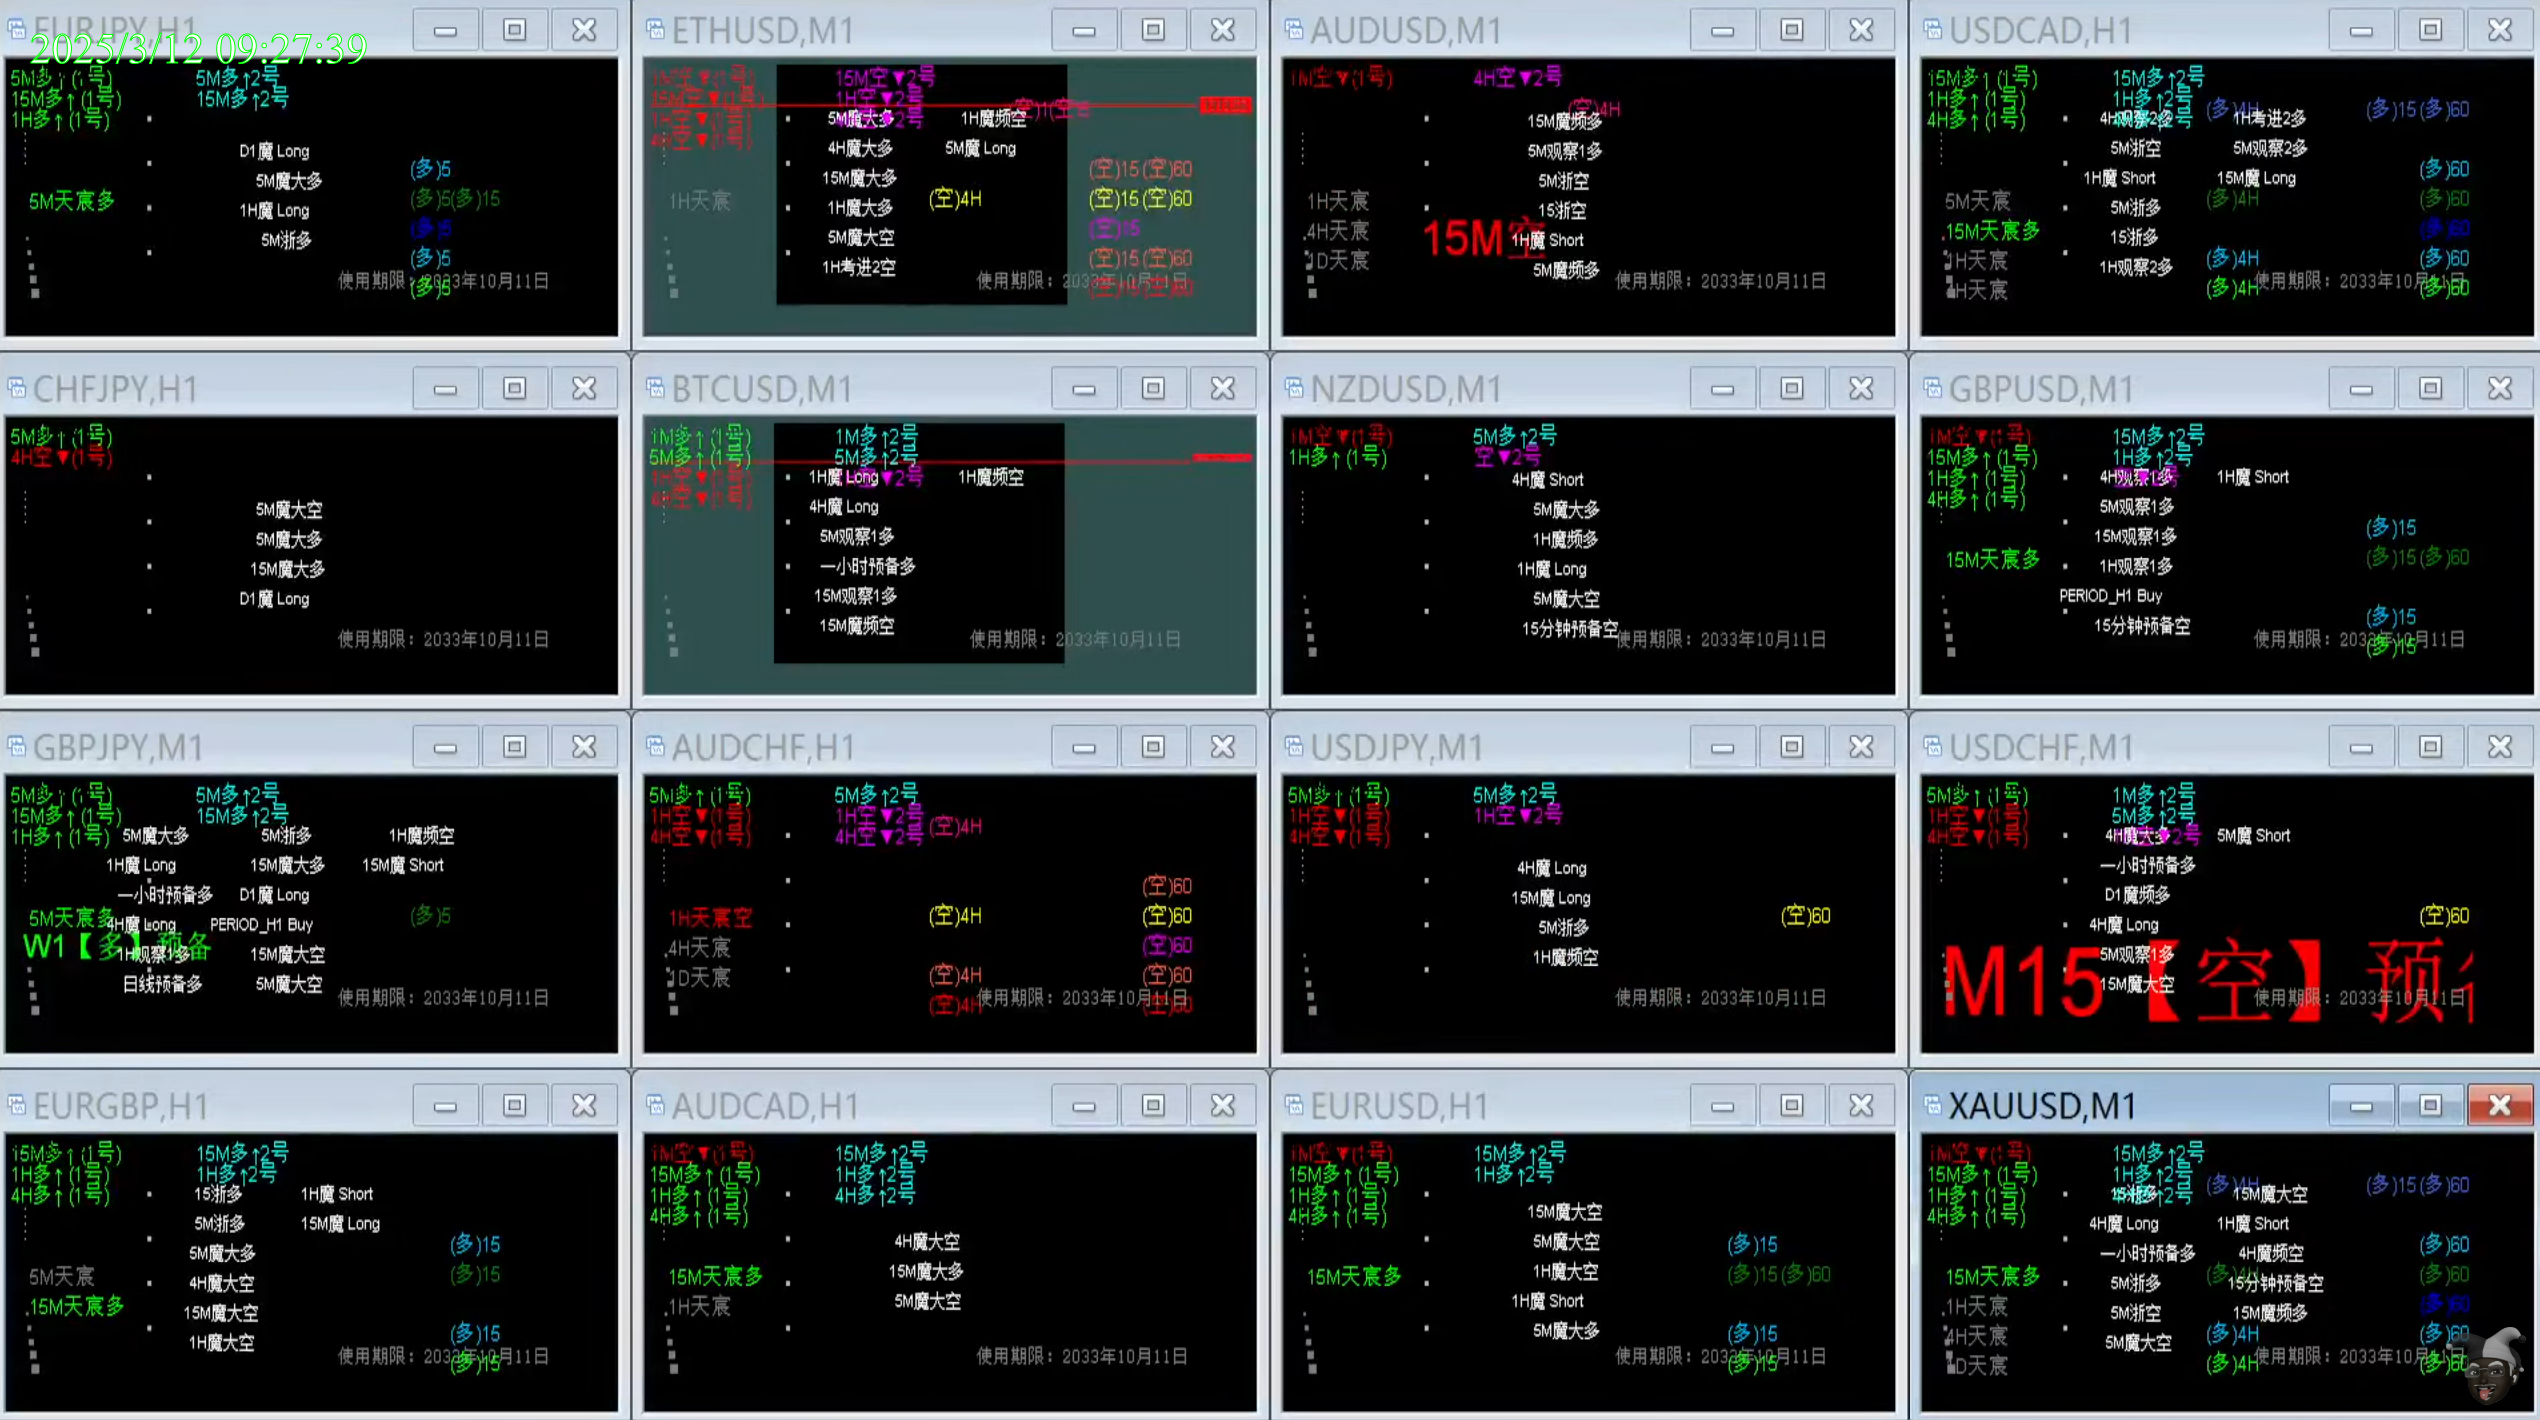 EURJPY,H1
2025/3/12 09:27:39
5M多↑(1号) 5M多↑2号
15M多↑(1号) 15M多↑2号
1H多↑(1号)
D1魔 Long
(多)5
5M魔大多
5M天宸多 (多)5(多)15
1H魔 Long
(多)5
5M浙多
(多)5
使用期限：2033年10月11日
(多)5
ETHUSD,M1
1M空▼(1号) 15M空▼2号
15M空▼(1号) 1H空▼2号
1H空▼(1号) 5M魔大多 1H魔频空
4H空▼(1号)
4H魔大多 5M魔 Long
(空)15(空)60
15M魔大多
1H天宸 (空)4H (空)15(空)60
1H魔大多
(空)15
5M魔大空
(空)15(空)60
1H考进2空
使用期限：2033年10月11日
AUDUSD,M1
1M空▼(1号) 4H空▼2号
(空)4H
15M魔频多
5M观察1多
5M浙空
1H天宸
15浙空
4H天宸
15M空
1H魔 Short
1D天宸
5M魔频多
使用期限：2033年10月11日
USDCAD,H1
15M多↑(1号) 15M多↑2号
1H多↑(1号) 1H多↑2号
(多)4H (多)15(多)60
4H多↑(1号) 4H观察2多 1H考进2多
5M浙空 5M观察2多
(多)60
1H魔 Short 15M魔 Long
5M天宸 (多)4H (多)60
5M浙多
15M天宸多 (多)60
15M浙多
1H天宸 (多)4H (多)60
1H观察2多
4H天宸 (多)4H (多)60
使用期限：2033年10月11日
CHFJPY,H1
5M多↑(1号)
4H空▼(1号)
5M魔大空
5M魔大多
15M魔大多
D1魔 Long
使用期限：2033年10月11日
BTCUSD,M1
1M多↑(1号) 1M多↑2号
5M多↑(1号) 5M多↑2号
1H空▼(1号) 1H魔 Long 空▼2号 1H魔频空
4H空▼(1号)
4H魔 Long
5M观察1多
一小时预备多
15M观察1多
15M魔频空
使用期限：2033年10月11日
NZDUSD,M1
1M空▼(1号) 5M多↑2号
1H多↑(1号) 空▼2号
4H魔 Short
5M魔大多
1H魔频多
1H魔 Long
5M魔大空
15分钟预备空
使用期限：2033年10月11日
GBPUSD,M1
1M空▼(1号) 15M多↑2号
15M多↑(1号) 1H多↑2号
1H多↑(1号) 4H观察1多 1H魔 Short
4H多↑(1号)
5M观察1多
(多)15
15M观察1多
15M天宸多 (多)15(多)60
1H观察1多
PERIOD_H1 Buy
(多)15
15分钟预备空
使用期限：2033年10月11日
(多)15
GBPJPY,M1
5M多↑(1号) 5M多↑2号
15M多↑(1号) 15M多↑2号
1H多↑(1号) 5M魔大多 5M浙多 1H魔频空
1H魔 Long 15M魔大多 15M魔 Short
一小时预备多 D1魔 Long
5M天宸多 (多)5
4H魔 Long PERIOD_H1 Buy
W1【多】预备
1H观察1多 15M魔大空
日线预备多 5M魔大空
使用期限：2033年10月11日
AUDCHF,H1
5M多↑(1号) 5M多↑2号
1H空▼(1号) 1H空▼2号
(空)4H
4H空▼(1号) 4H空▼2号
(空)60
1H天宸空 (空)4H (空)60
4H天宸 (空)60
1D天宸 (空)4H (空)60
(空)4H (空)60
使用期限：2033年10月11日
USDJPY,M1
5M多↑(1号) 5M多↑2号
1H空▼(1号) 1H空▼2号
4H空▼(1号)
4H魔 Long
15M魔 Long
(空)60
5M浙多
1H魔频空
使用期限：2033年10月11日
USDCHF,M1
5M多↑(1号) 1M多↑2号
1H空▼(1号) 5M多↑2号
4H空▼(1号) 4H魔大多 5M魔 Short
一小时预备多
D1魔频多
(空)60
4H魔 Long
5M观察1多
M15【空】预
15M魔大空
使用期限：2033年10月11日
EURGBP,H1
15M多↑(1号) 15M多↑2号
1H多↑(1号) 1H多↑2号
4H多↑(1号) 15浙多 1H魔 Short
5M浙多 15M魔 Long
(多)15
5M魔大多
5M天宸 (多)15
4H魔大空
15M天宸多
15M魔大空
(多)15
1H魔大空
使用期限：2033年10月11日
(多)15
AUDCAD,H1
1M空▼(1号) 15M多↑2号
15M多↑(1号) 1H多↑2号
1H多↑(1号) 4H多↑2号
4H多↑(1号)
4H魔大空
15M天宸多 15M魔大多
1H天宸 5M魔大空
使用期限：2033年10月11日
EURUSD,H1
1M空▼(1号) 15M多↑2号
15M多↑(1号) 1H多↑2号
1H多↑(1号)
4H多↑(1号) 15M魔大空
5M魔大空 (多)15
15M天宸多 1H魔大空 (多)15(多)60
1H魔 Short
5M魔大多 (多)15
使用期限：2033年10月11日
(多)15
XAUUSD,M1
1M空▼(1号) 15M多↑2号
15M多↑(1号) 1H多↑2号 (多)4H (多)15(多)60
1H多↑(1号) 15浙多 15M魔大空
4H多↑(1号)
4H魔 Long 1H魔 Short
(多)60
一小时预备多 4H魔频空
15M天宸多 (多)60
5M浙多 15分钟预备空
1H天宸 (多)60
5M浙空 15M魔频多
4H天宸 (多)4H (多)60
5M魔大空
1D天宸 (多)4H (多)60
使用期限：2033年10月11日